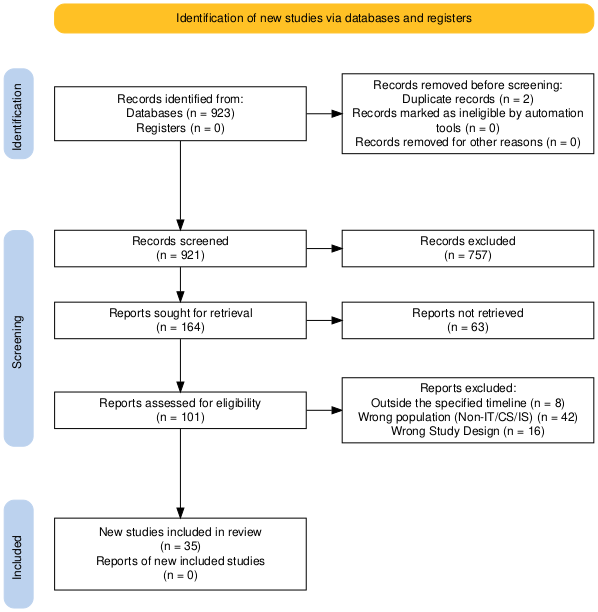 Identification of new studies via databases and registers
Identification
Records identified from:
Databases (n = 923)
Registers (n = 0)
Records removed before screening:
Duplicate records (n = 2)
Records marked as ineligible by automation
tools (n = 0)
Records removed for other reasons (n = 0)
Screening
Records screened
(n = 921)
Records excluded
(n = 757)
Reports sought for retrieval
(n = 164)
Reports not retrieved
(n = 63)
Reports assessed for eligibility
(n = 101)
Reports excluded:
Outside the specified timeline (n = 8)
Wrong population (Non-IT/CS/IS) (n = 42)
Wrong Study Design (n = 16)
Included
New studies included in review
(n = 35)
Reports of new included studies
(n = 0)